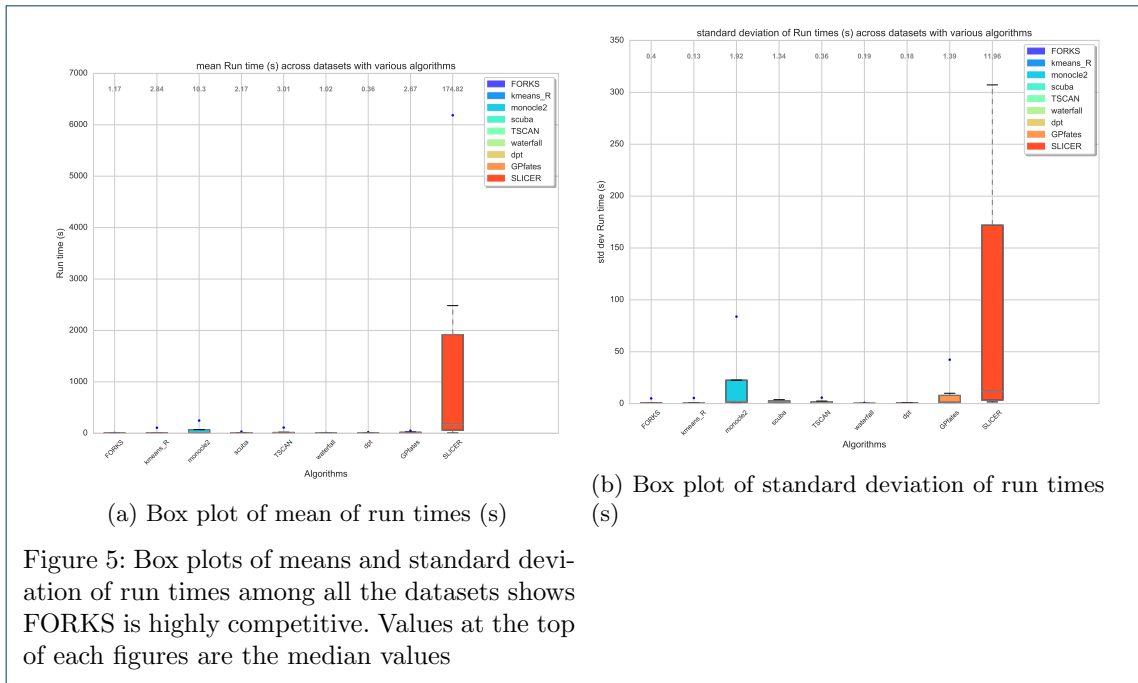 mean Run time (s) across datasets with various algorithms
7000
6000
5000
4000
3000
2000
1000
0
Run time (s)
1.17 2.84 10.3 2.17 3.01 1.02 0.36 2.67 174.82
FORKS
kmeans_R
monocle2
scuba
TSCAN
waterfall
dpt
GPfates
SLICER
FORKS
kmeans_R
monocle2
scuba
TSCAN
waterfall
dpt
GPfates
SLICER
Algorithms
(a) Box plot of mean of run times (s)
standard deviation of Run times (s) across datasets with various algorithms
350
300
250
200
150
100
50
0
std dev Run time (s)
0.4 0.13 1.92 1.34 0.36 0.19 0.18 1.39 11.96
FORKS
kmeans_R
monocle2
scuba
TSCAN
waterfall
dpt
GPfates
SLICER
FORKS
kmeans_R
monocle2
scuba
TSCAN
waterfall
dpt
GPfates
SLICER
Algorithms
(b) Box plot of standard deviation of run times
(s)
Figure 5: Box plots of means and standard devi-
ation of run times among all the datasets shows
FORKS is highly competitive. Values at the top
of each figures are the median values